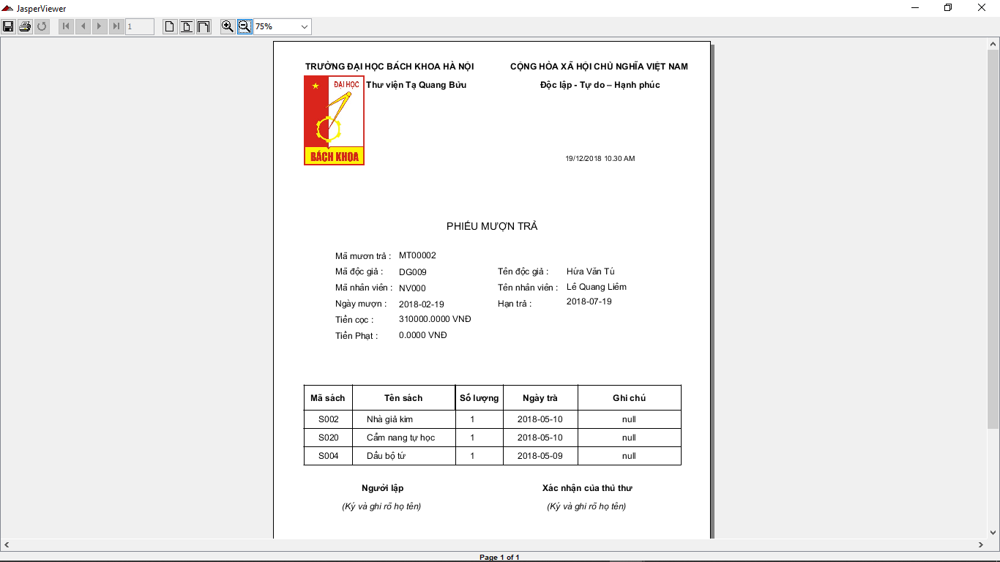 JasperViewer
1
75%
TRƯỜNG ĐẠI HỌC BÁCH KHOA HÀ NỘI
CỘNG HÒA XÃ HỘI CHỦ NGHĨA VIỆT NAM
ĐẠI HỌC
Thư viện Tạ Quang Bửu
Độc lập - Tự do – Hạnh phúc
BÁCH KHOA
19/12/2018 10.30 AM
PHIẾU MƯỢN TRẢ
Mã mươn trả : MT00002
Mã độc giả : DG009 Tên độc giả : Hứa Văn Tú
Mã nhân viên : NV000 Tên nhân viên : Lê Quang Liêm
Ngày mượn : 2018-02-19 Hạn trả : 2018-07-19
Tiền cọc : 310000.0000 VNĐ
Tiền Phạt : 0.0000 VNĐ
Mã sách Tên sách Số lượng Ngày trả Ghi chú
S002 Nhà giả kim 1 2018-05-10 null
S020 Cẩm nang tự học 1 2018-05-10 null
S004 Dấu bộ tứ 1 2018-05-09 null
Người lập Xác nhận của thủ thư
(Ký và ghi rõ họ tên) (Ký và ghi rõ họ tên)
Page 1 of 1